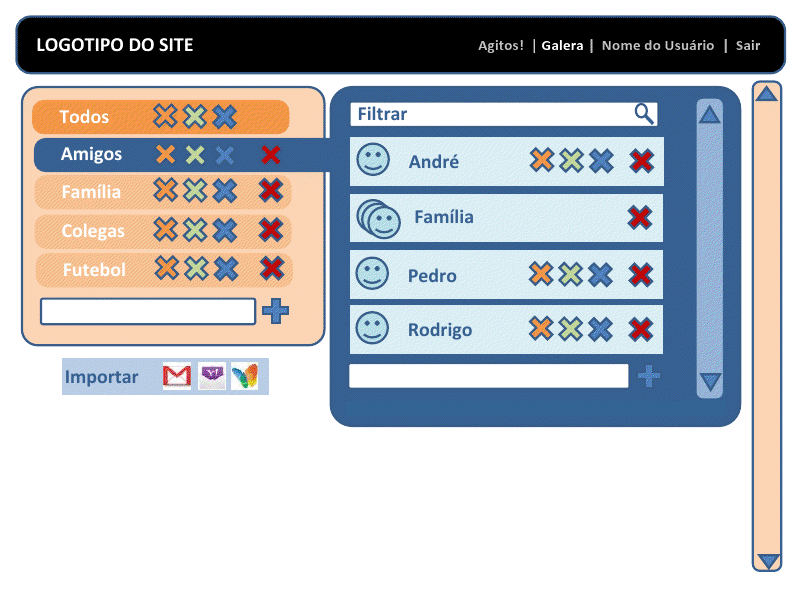 LOGOTIPO DO SITE
Agitos! | Galera | Nome do Usuário | Sair
Todos
Amigos
Família
Colegas
Futebol
Importar
Filtrar
André
Família
Pedro
Rodrigo